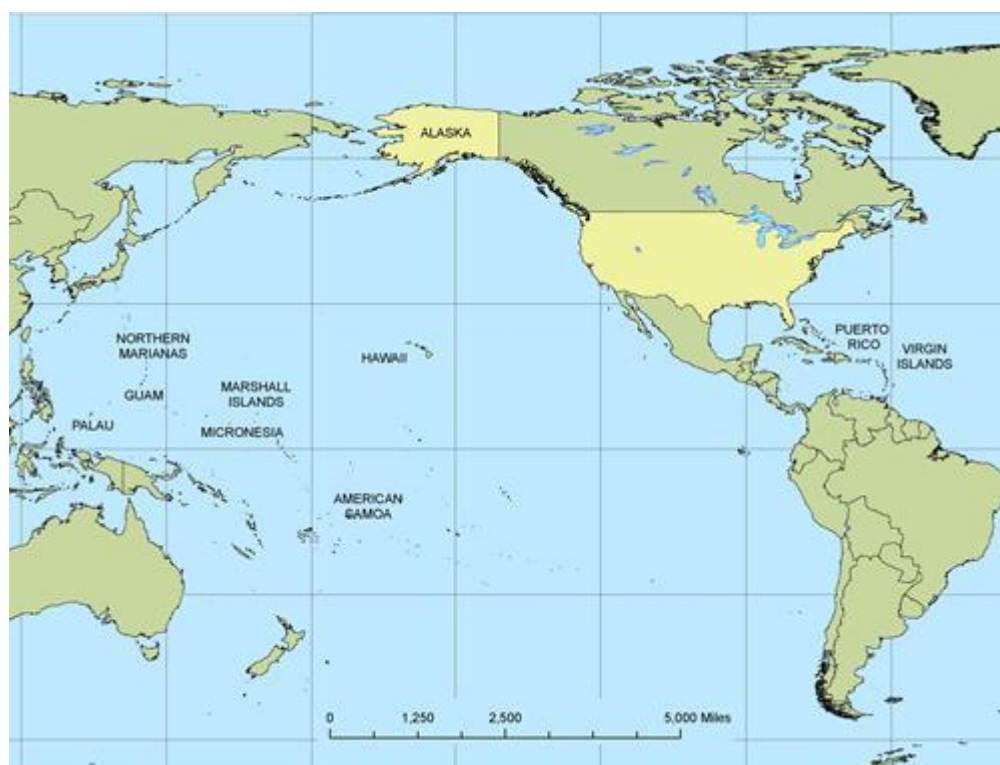 ALASKA
NORTHERN
MARIANAS
HAWAII
PUERTO
RICO
VIRGIN
ISLANDS
GUAM
MARSHALL
ISLANDS
PALAU
MICRONESIA
AMERICAN
SAMOA
0 1,250 2,500 5,000 Miles